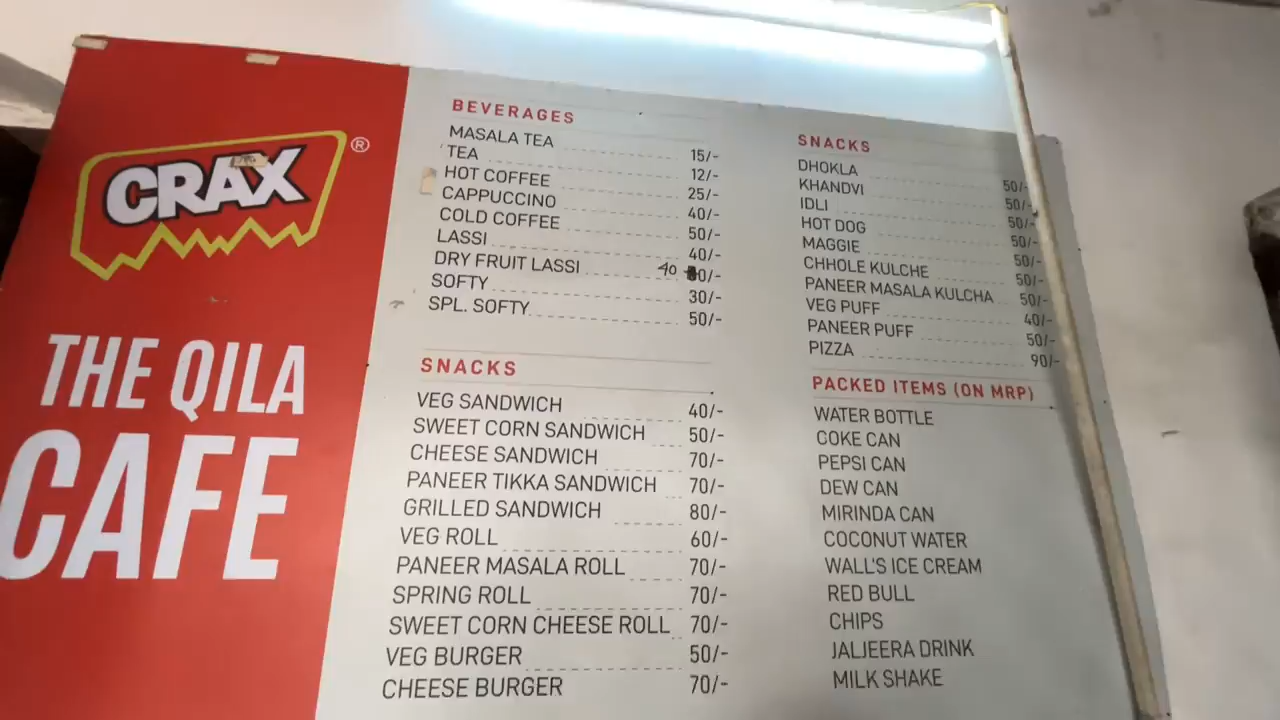 CRAX ®
THE QILA
CAFE
BEVERAGES
MASALA TEA 15/-
TEA 12/-
HOT COFFEE 25/-
CAPPUCCINO 40/-
COLD COFFEE 50/-
LASSI 40/-
DRY FRUIT LASSI 40 0/-
SOFTY 30/-
SPL. SOFTY 50/-
SNACKS
VEG SANDWICH 40/-
SWEET CORN SANDWICH 50/-
CHEESE SANDWICH 70/-
PANEER TIKKA SANDWICH 70/-
GRILLED SANDWICH 80/-
VEG ROLL 60/-
PANEER MASALA ROLL 70/-
SPRING ROLL 70/-
SWEET CORN CHEESE ROLL 70/-
VEG BURGER 50/-
CHEESE BURGER 70/-
SNACKS
DHOKLA 50/-
KHANDVI 50/-
IDLI 50/-
HOT DOG 50/-
MAGGIE 50/-
CHHOLE KULCHE 50/-
PANEER MASALA KULCHA 50/-
VEG PUFF 40/-
PANEER PUFF 50/-
PIZZA 90/-
PACKED ITEMS (ON MRP)
WATER BOTTLE
COKE CAN
PEPSI CAN
DEW CAN
MIRINDA CAN
COCONUT WATER
WALL'S ICE CREAM
RED BULL
CHIPS
JALJEERA DRINK
MILK SHAKE